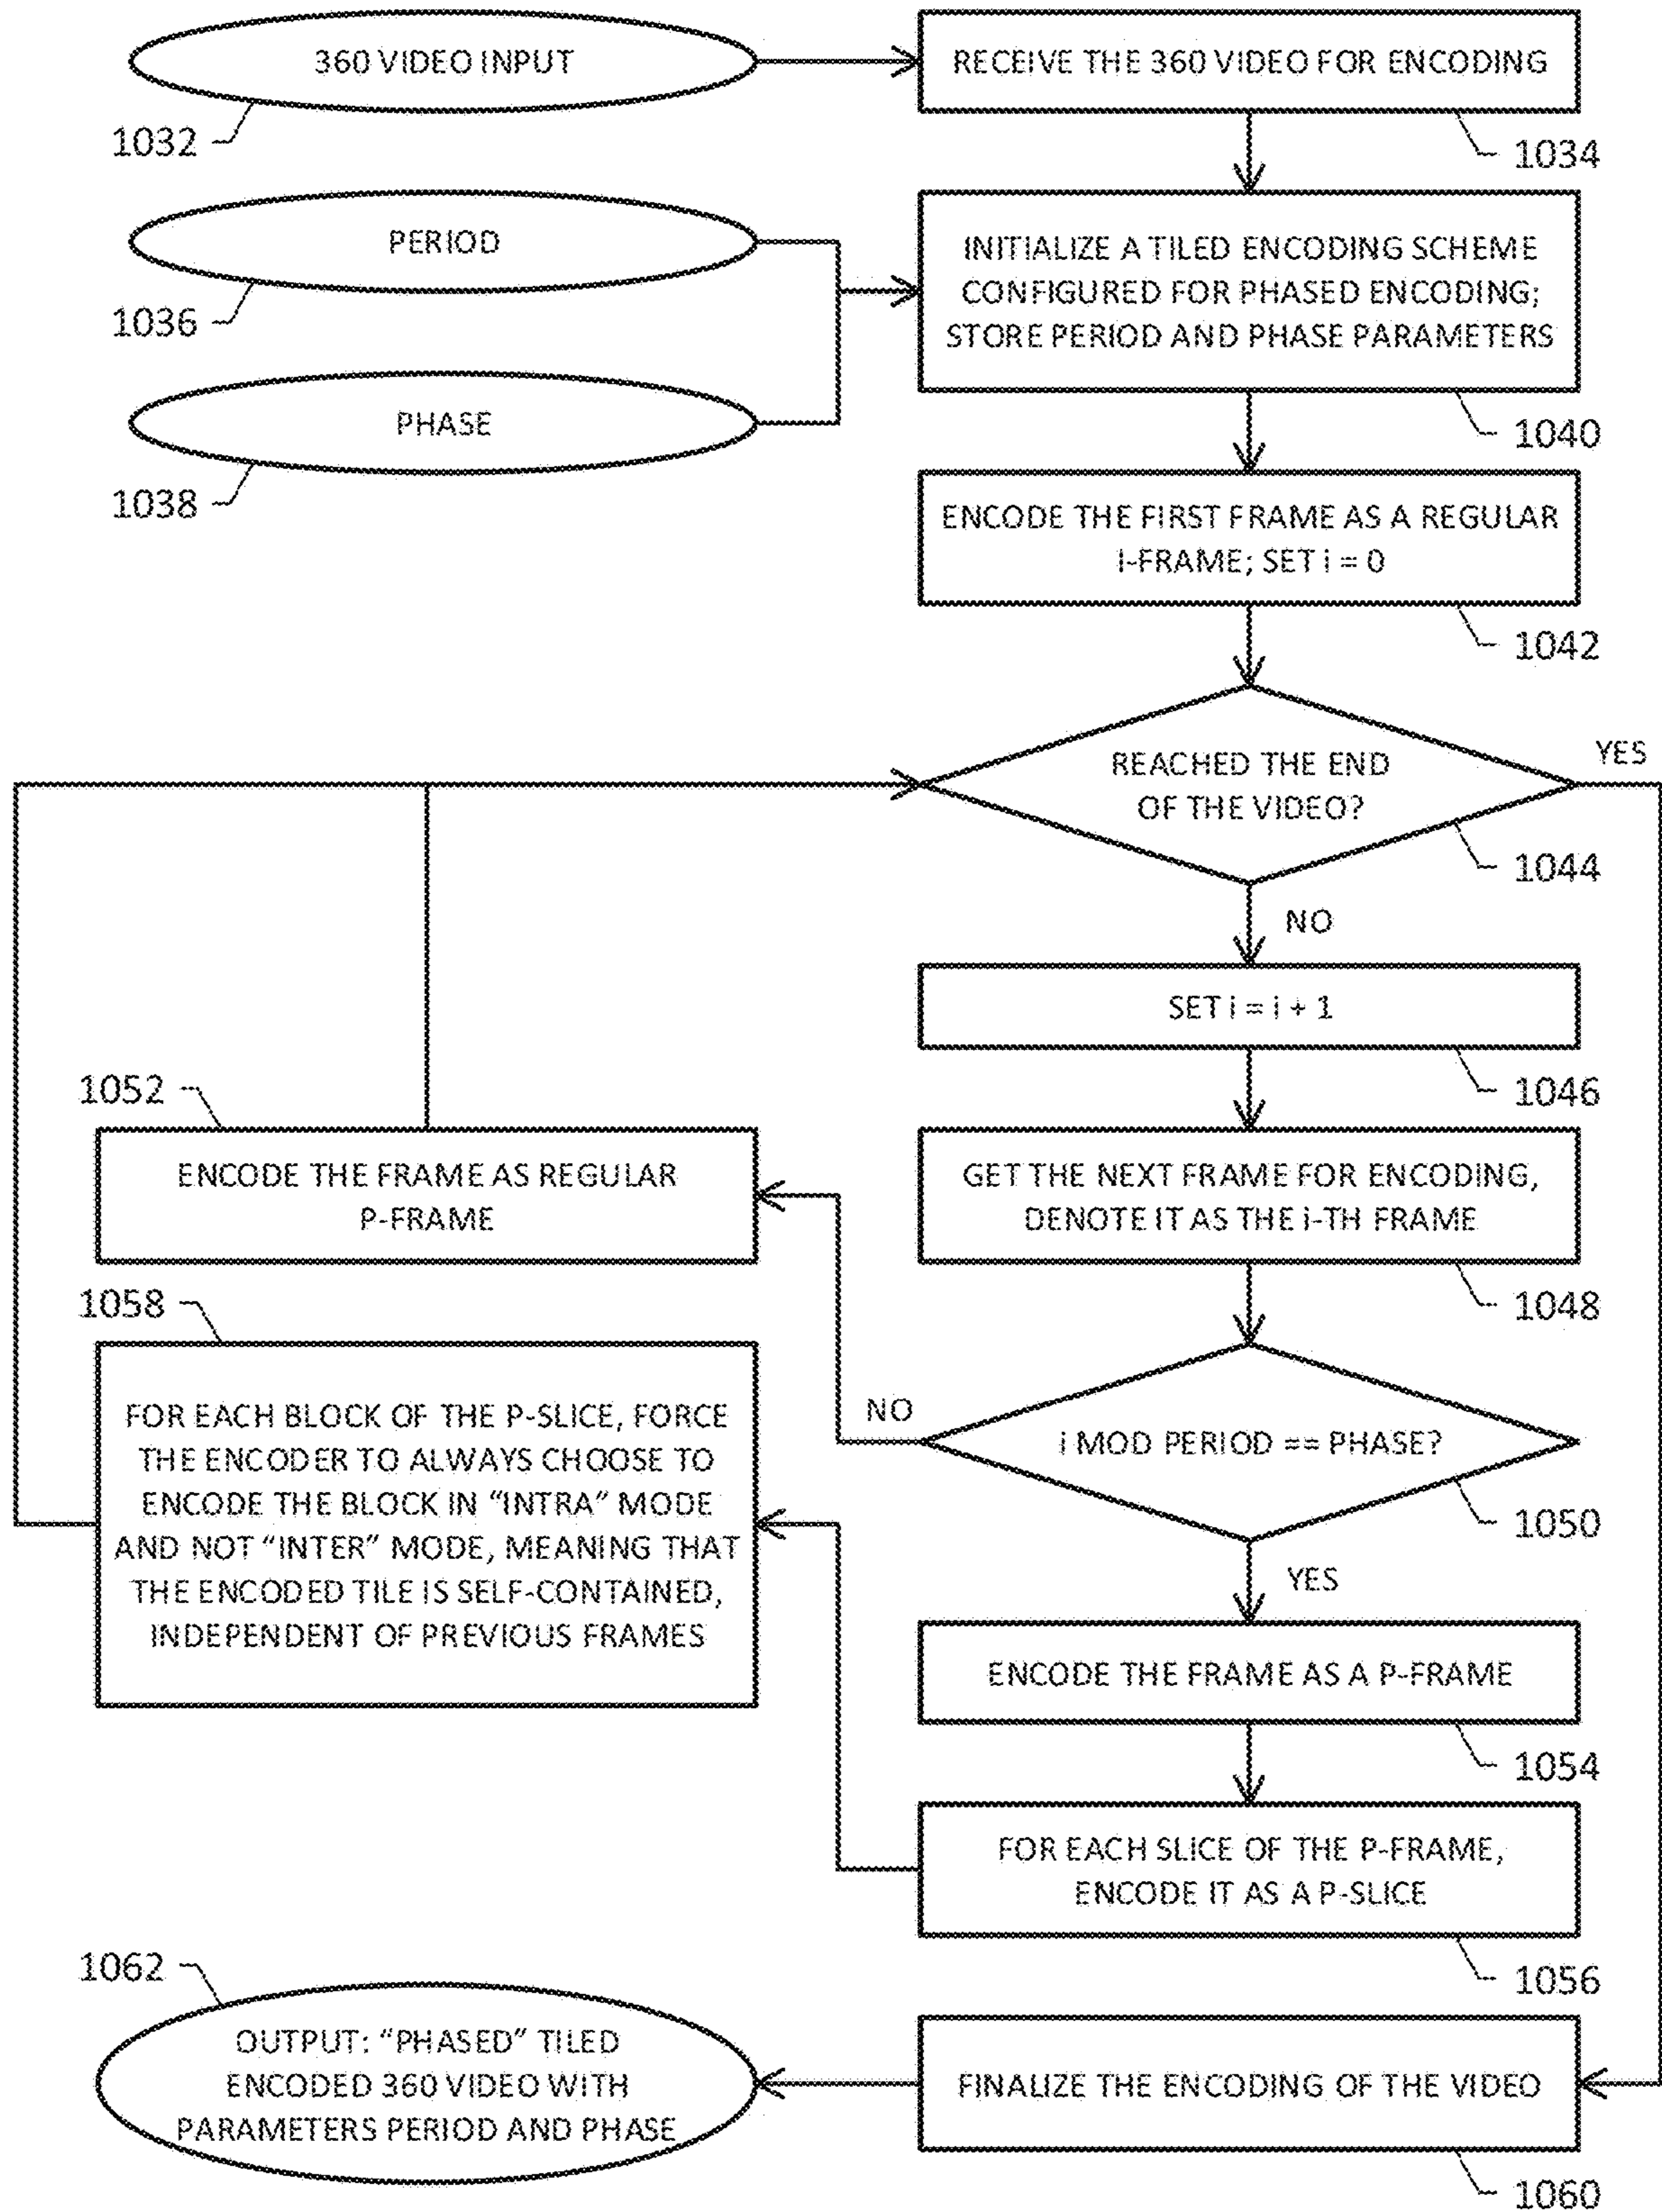 360 VIDEO INPUT
1032
RECEIVE THE 360 VIDEO FOR ENCODING
1034
PERIOD
1036
PHASE
1038
INITIALIZE A TILED ENCODING SCHEME
CONFIGURED FOR PHASED ENCODING;
STORE PERIOD AND PHASE PARAMETERS
1040
ENCODE THE FIRST FRAME AS A REGULAR
I-FRAME; SET i = 0
1042
REACHED THE END
OF THE VIDEO?
YES
1044
NO
SET i = i + 1
1046
GET THE NEXT FRAME FOR ENCODING,
DENOTE IT AS THE i-TH FRAME
1048
1052
ENCODE THE FRAME AS REGULAR
P-FRAME
i MOD PERIOD == PHASE?
NO
1050
YES
ENCODE THE FRAME AS A P-FRAME
1054
FOR EACH SLICE OF THE P-FRAME,
ENCODE IT AS A P-SLICE
1056
1058
FOR EACH BLOCK OF THE P-SLICE, FORCE
THE ENCODER TO ALWAYS CHOOSE TO
ENCODE THE BLOCK IN “INTRA” MODE
AND NOT “INTER” MODE, MEANING THAT
THE ENCODED TILE IS SELF-CONTAINED,
INDEPENDENT OF PREVIOUS FRAMES
FINALIZE THE ENCODING OF THE VIDEO
1060
1062
OUTPUT: “PHASED” TILED
ENCODED 360 VIDEO WITH
PARAMETERS PERIOD AND PHASE